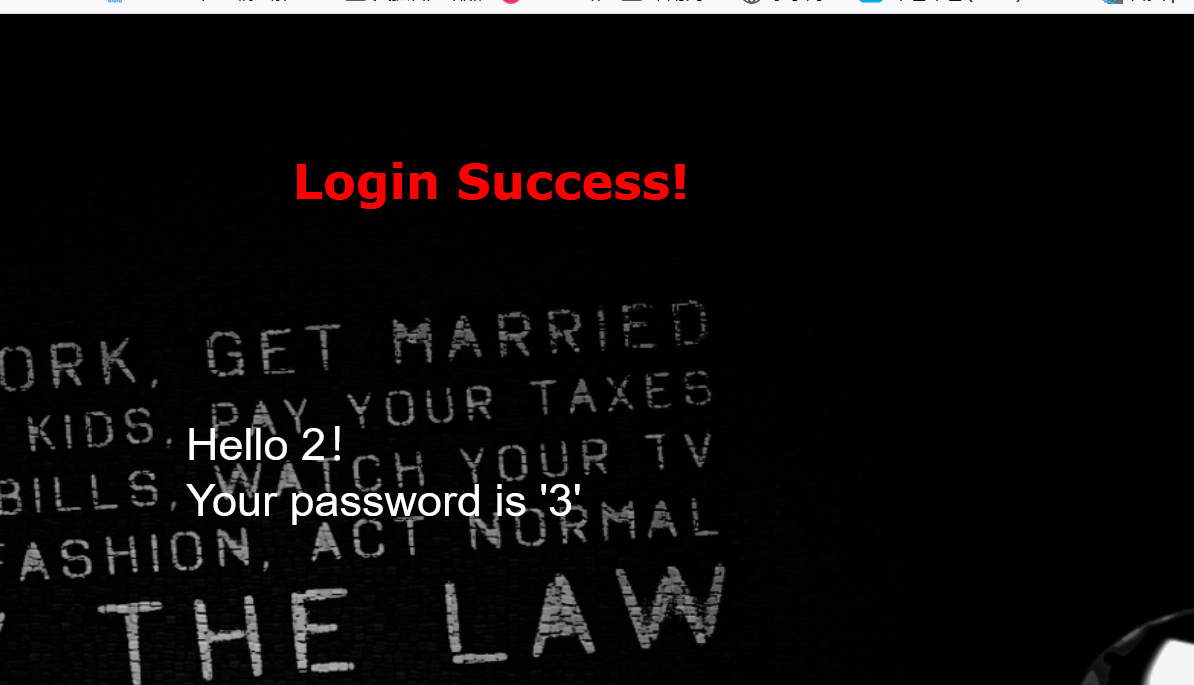 Login Success!
ORK, GET MARRIED
KIDS, PAY YOUR TAXES
Hello 2！
BILLS, WATCH YOUR TV
Your password is '3'
FASHION, ACT NORMAL
THE LAW